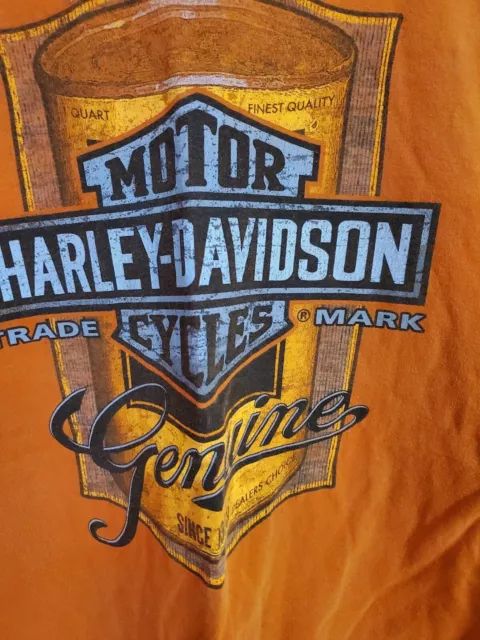 QUART FINEST QUALITY
MOTOR
HARLEY-DAVIDSON
TRADE ® MARK
CYCLES
Genuine
DEALERS CHOICE
SINCE